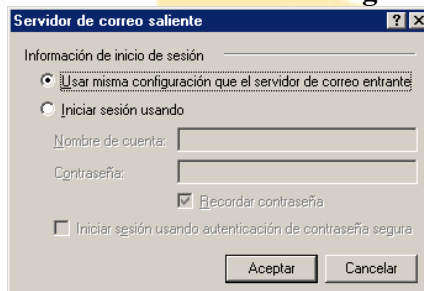 Servidor de correo saliente
Información de inicio de sesión
Usar misma configuración que el servidor de correo entrante
Iniciar sesión usando
Nombre de cuenta:
Contraseña:
Recordar contraseña
Iniciar sesión usando autenticación de contraseña segura
Aceptar Cancelar